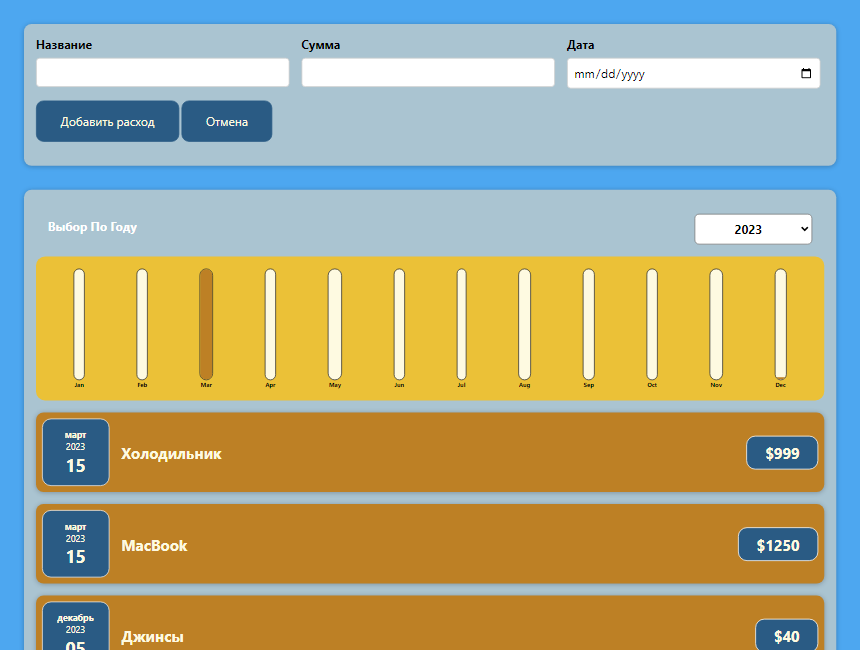 Название Сумма Дата
mm/dd/yyyy
Добавить расход Отмена
Выбор По Году 2023
Jan Feb Mar Apr May Jun Jul Aug Sep Oct Nov Dec
март
2023
15
Холодильник $999
март
2023
15
MacBook $1250
декабрь
2023
05
Джинсы $40